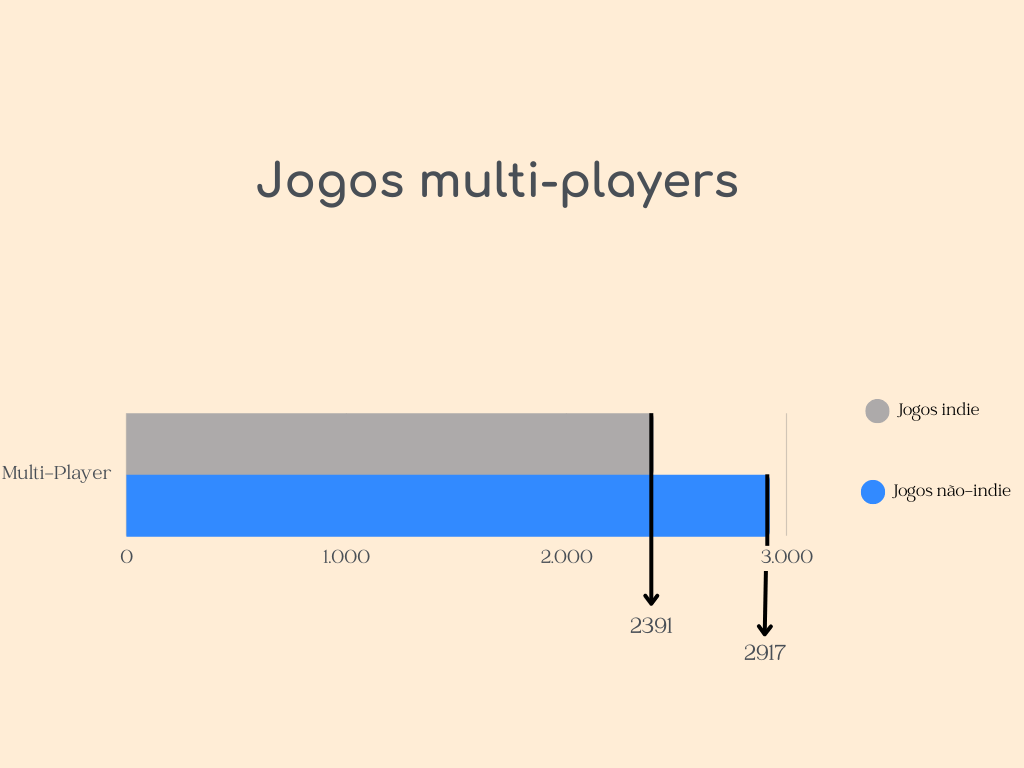 Jogos multi-players
Jogos indie
Multi-Player
Jogos não-indie
0 1.000 2.000 3.000
2391
2917